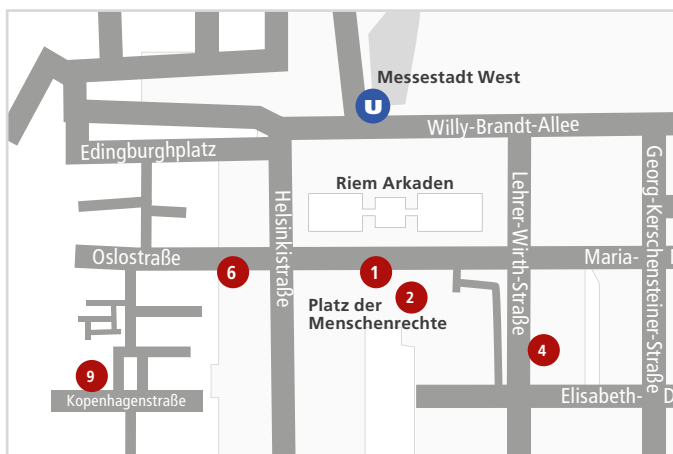 Messestadt West
U
Willy-Brandt-Allee
Edingburghplatz
Riem Arkaden
Helsinkistraße
Lehrer-Wirth-Straße
Georg-Kerschensteiner-Straße
Oslostraße
Maria-
6
1
2
Platz der
Menschenrechte
4
9
Kopenhagenstraße
Elisabeth-D